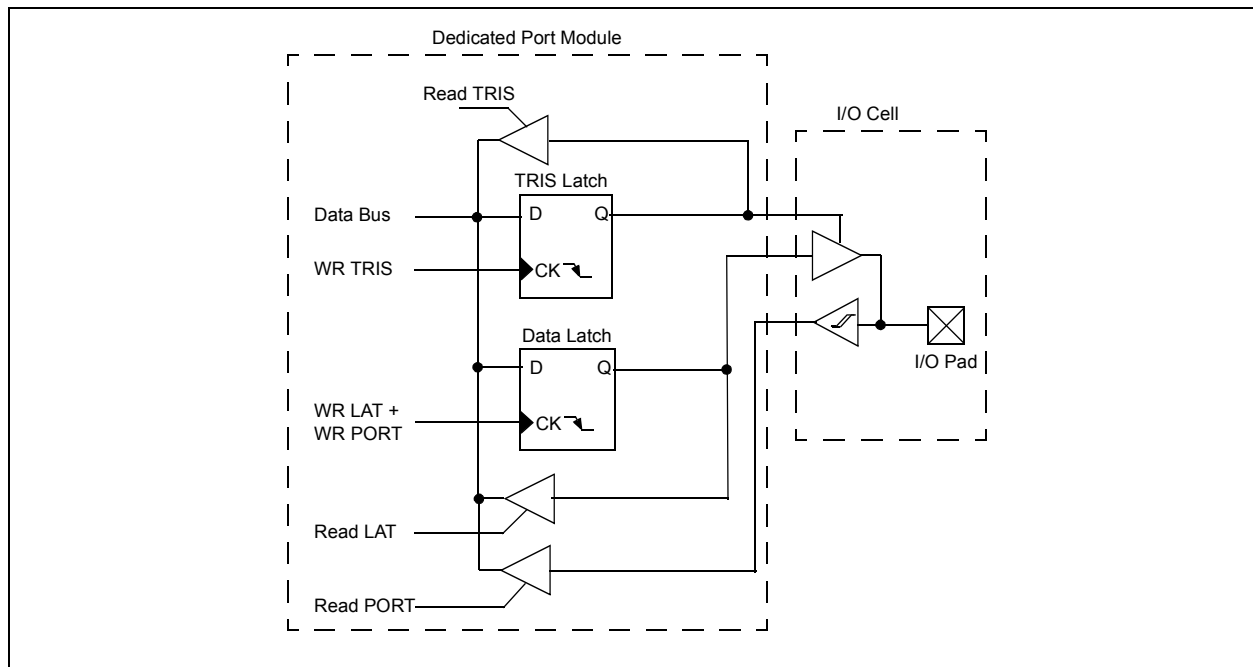 Dedicated Port Module
Read TRIS
I/O Cell
TRIS Latch
Data Bus
D
Q
WR TRIS
CK
I/O Pad
Data Latch
D
Q
WR LAT +
WR PORT
CK
Read LAT
Read PORT